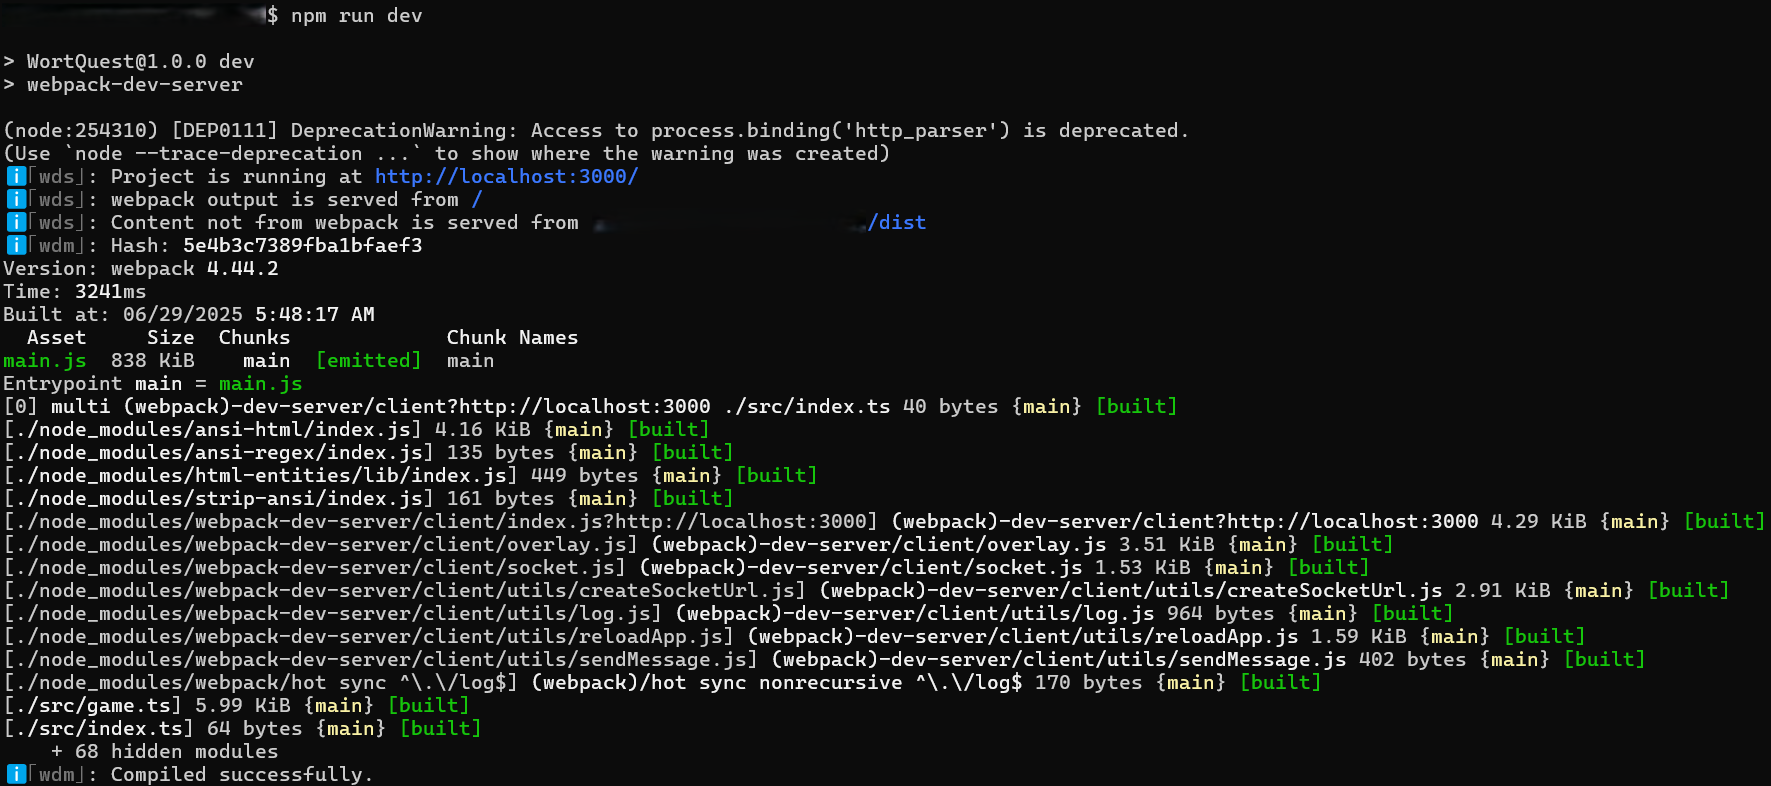 $ npm run dev
> WortQuest@1.0.0 dev
> webpack-dev-server
(node:254310) [DEP0111] DeprecationWarning: Access to process.binding('http_parser') is deprecated.
(Use `node --trace-deprecation ...` to show where the warning was created)
ℹ 「wds」: Project is running at http://localhost:3000/
ℹ 「wds」: webpack output is served from /
ℹ 「wds」: Content not from webpack is served from /dist
ℹ 「wdm」: Hash: 5e4b3c7389fba1bfaef3
Version: webpack 4.44.2
Time: 3241ms
Built at: 06/29/2025 5:48:17 AM
  Asset     Size  Chunks             Chunk Names
main.js  838 KiB    main  [emitted]  main
Entrypoint main = main.js
[0] multi (webpack)-dev-server/client?http://localhost:3000 ./src/index.ts 40 bytes {main} [built]
[./node_modules/ansi-html/index.js] 4.16 KiB {main} [built]
[./node_modules/ansi-regex/index.js] 135 bytes {main} [built]
[./node_modules/html-entities/lib/index.js] 449 bytes {main} [built]
[./node_modules/strip-ansi/index.js] 161 bytes {main} [built]
[./node_modules/webpack-dev-server/client/index.js?http://localhost:3000] (webpack)-dev-server/client?http://localhost:3000 4.29 KiB {main} [built]
[./node_modules/webpack-dev-server/client/overlay.js] (webpack)-dev-server/client/overlay.js 3.51 KiB {main} [built]
[./node_modules/webpack-dev-server/client/socket.js] (webpack)-dev-server/client/socket.js 1.53 KiB {main} [built]
[./node_modules/webpack-dev-server/client/utils/createSocketUrl.js] (webpack)-dev-server/client/utils/createSocketUrl.js 2.91 KiB {main} [built]
[./node_modules/webpack-dev-server/client/utils/log.js] (webpack)-dev-server/client/utils/log.js 964 bytes {main} [built]
[./node_modules/webpack-dev-server/client/utils/reloadApp.js] (webpack)-dev-server/client/utils/reloadApp.js 1.59 KiB {main} [built]
[./node_modules/webpack-dev-server/client/utils/sendMessage.js] (webpack)-dev-server/client/utils/sendMessage.js 402 bytes {main} [built]
[./node_modules/webpack/hot sync ^\.\/log$] (webpack)/hot sync nonrecursive ^\.\/log$ 170 bytes {main} [built]
[./src/game.ts] 5.99 KiB {main} [built]
[./src/index.ts] 64 bytes {main} [built]
    + 68 hidden modules
ℹ 「wdm」: Compiled successfully.